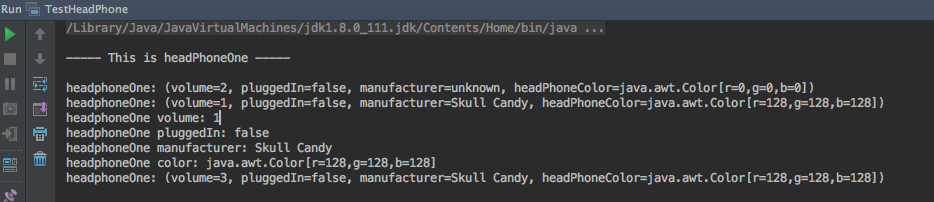 Run TestHeadPhone
/Library/Java/JavaVirtualMachines/jdk1.8.0_111.jdk/Contents/Home/bin/java ...
----- This is headPhoneOne -----
headphoneOne: (volume=2, pluggedIn=false, manufacturer=unknown, headPhoneColor=java.awt.Color[r=0,g=0,b=0])
headphoneOne: (volume=1, pluggedIn=false, manufacturer=Skull Candy, headPhoneColor=java.awt.Color[r=128,g=128,b=128])
headphoneOne volume: 1
headphoneOne pluggedIn: false
headphoneOne manufacturer: Skull Candy
headphoneOne color: java.awt.Color[r=128,g=128,b=128]
headphoneOne: (volume=3, pluggedIn=false, manufacturer=Skull Candy, headPhoneColor=java.awt.Color[r=128,g=128,b=128])